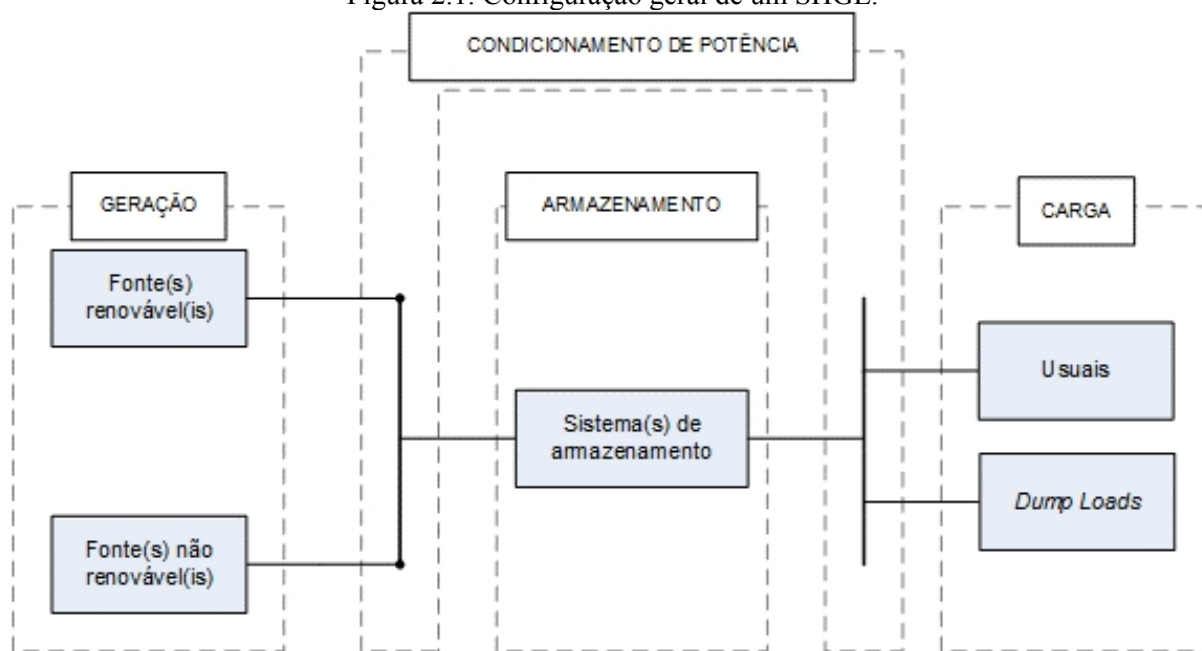 Figura 2.1: Configuração geral de um SHGE.
CONDICIONAMENTO DE POTÊNCIA
GERAÇÃO
ARMAZENAMENTO
CARGA
Fonte(s)
renovável(is)
Usuais
Sistema(s) de
armazenamento
Dump Loads
Fonte(s) não
renovável(is)